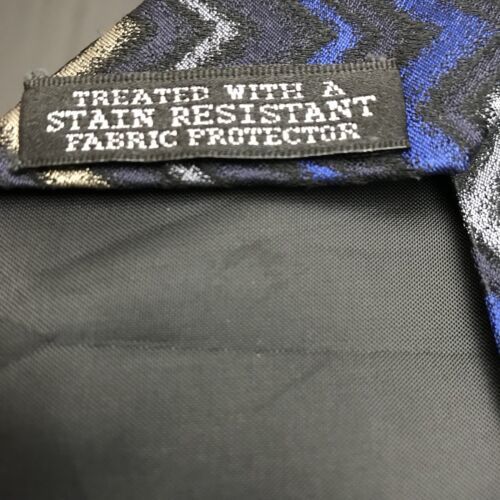 TREATED WITH A
STAIN RESISTANT
FABRIC PROTECTOR